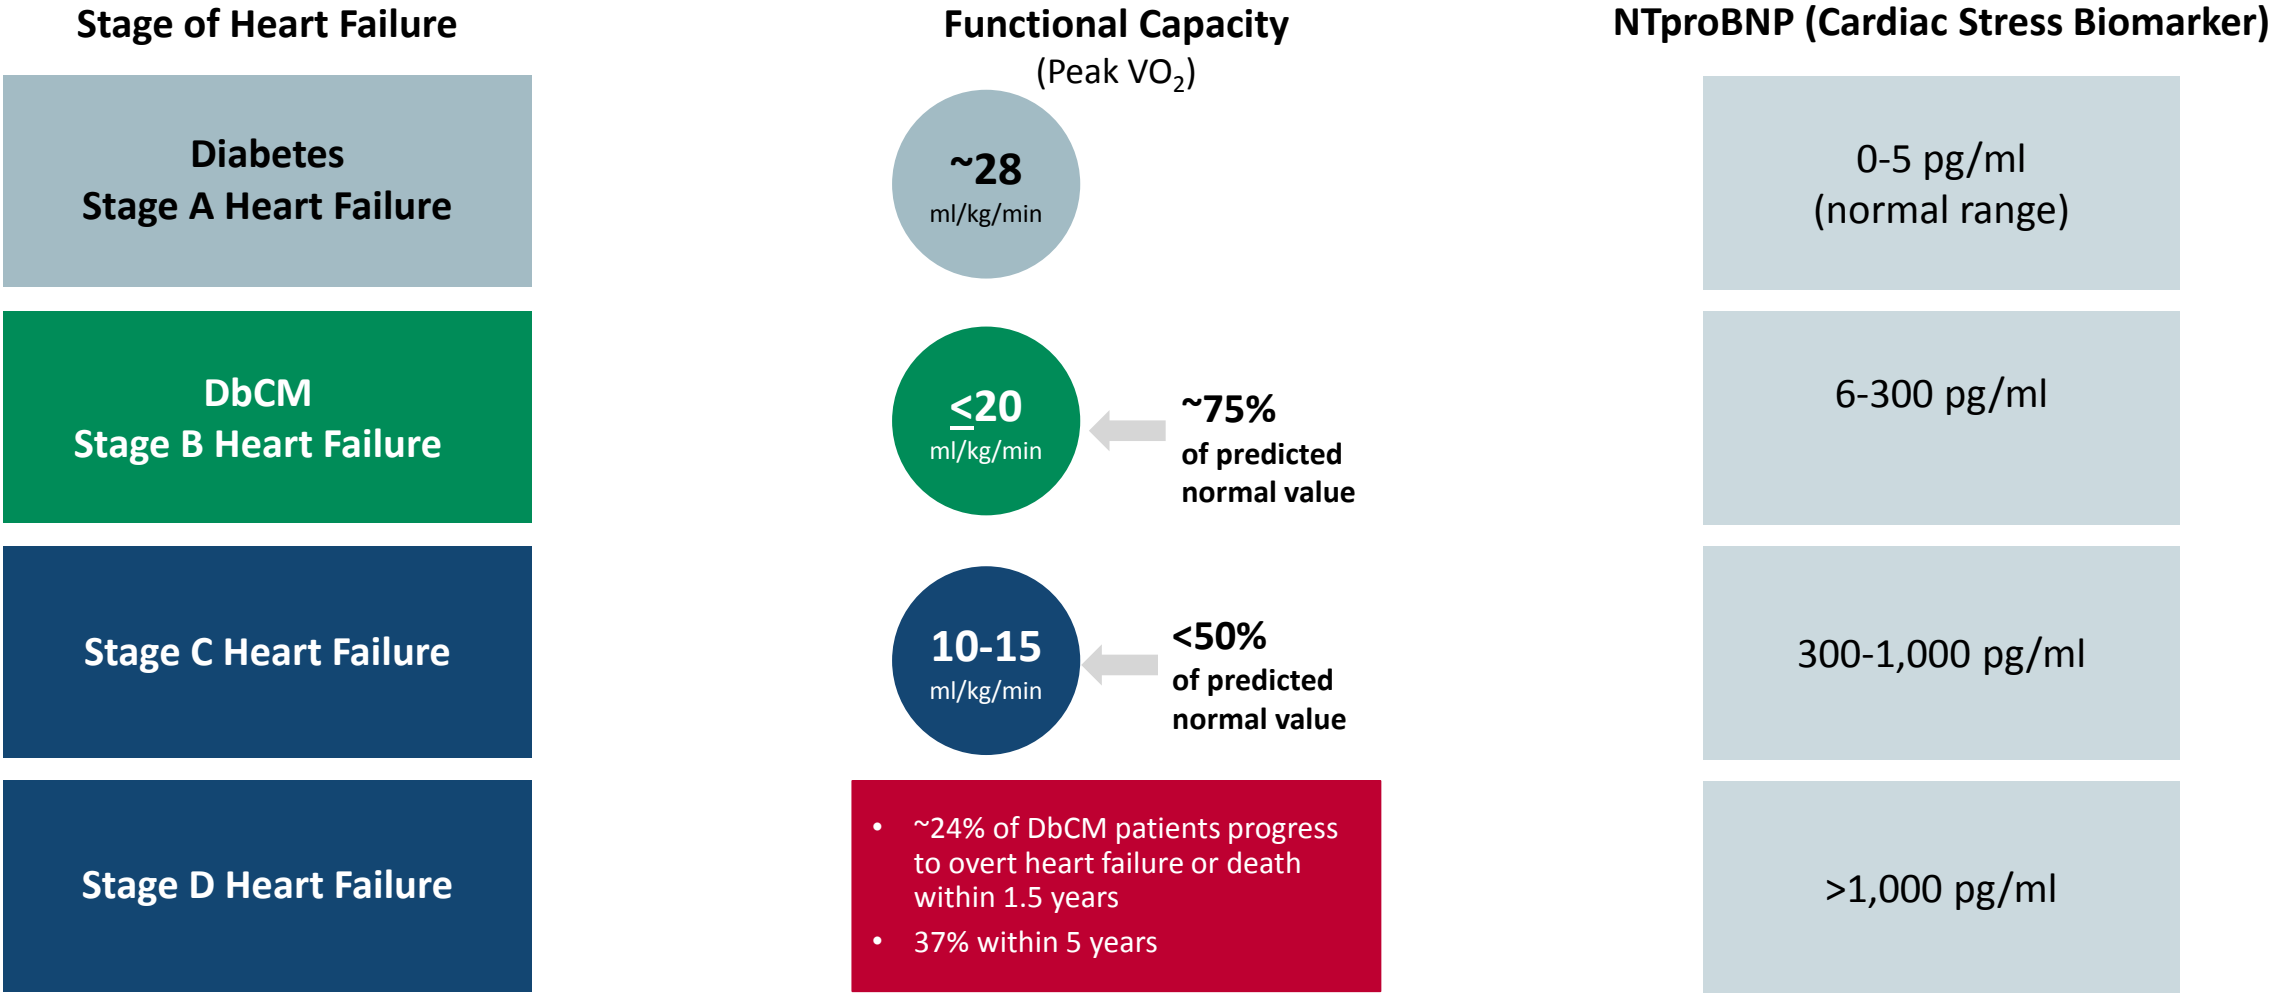 Stage of Heart Failure
Functional Capacity
(Peak VO₂)
NTproBNP (Cardiac Stress Biomarker)
Diabetes
Stage A Heart Failure
~28
ml/kg/min
0-5 pg/ml
(normal range)
DbCM
Stage B Heart Failure
≤20
ml/kg/min
~75%
of predicted
normal value
6-300 pg/ml
Stage C Heart Failure
10-15
ml/kg/min
<50%
of predicted
normal value
300-1,000 pg/ml
Stage D Heart Failure
• ~24% of DbCM patients progress
to overt heart failure or death
within 1.5 years
• 37% within 5 years
>1,000 pg/ml